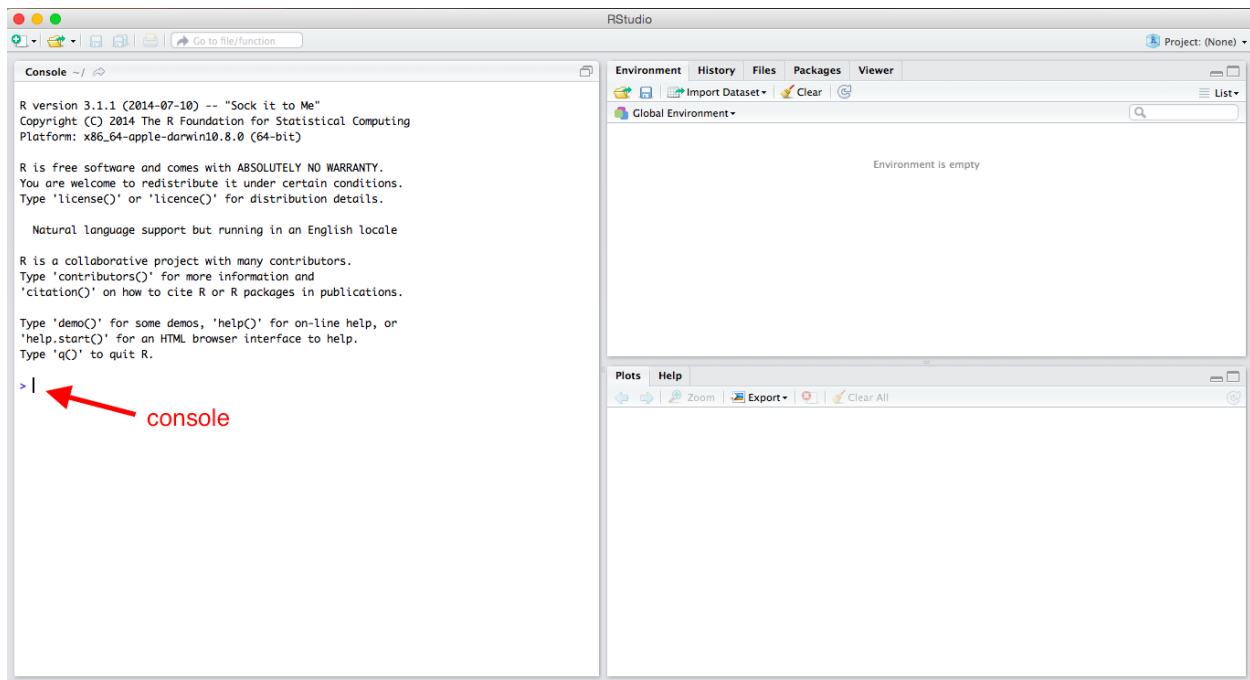 RStudio
Go to file/function
Project: (None)
Console ~/
R version 3.1.1 (2014-07-10) -- "Sock it to Me"
Copyright (C) 2014 The R Foundation for Statistical Computing
Platform: x86_64-apple-darwin10.8.0 (64-bit)
R is free software and comes with ABSOLUTELY NO WARRANTY.
You are welcome to redistribute it under certain conditions.
Type 'license()' or 'licence()' for distribution details.
Natural language support but running in an English locale
R is a collaborative project with many contributors.
Type 'contributors()' for more information and
'citation()' on how to cite R or R packages in publications.
Type 'demo()' for some demos, 'help()' for on-line help, or
'help.start()' for an HTML browser interface to help.
Type 'q()' to quit R.
>
console
Environment History Files Packages Viewer
Import Dataset Clear List
Global Environment
Environment is empty
Plots Help
Zoom Export Clear All